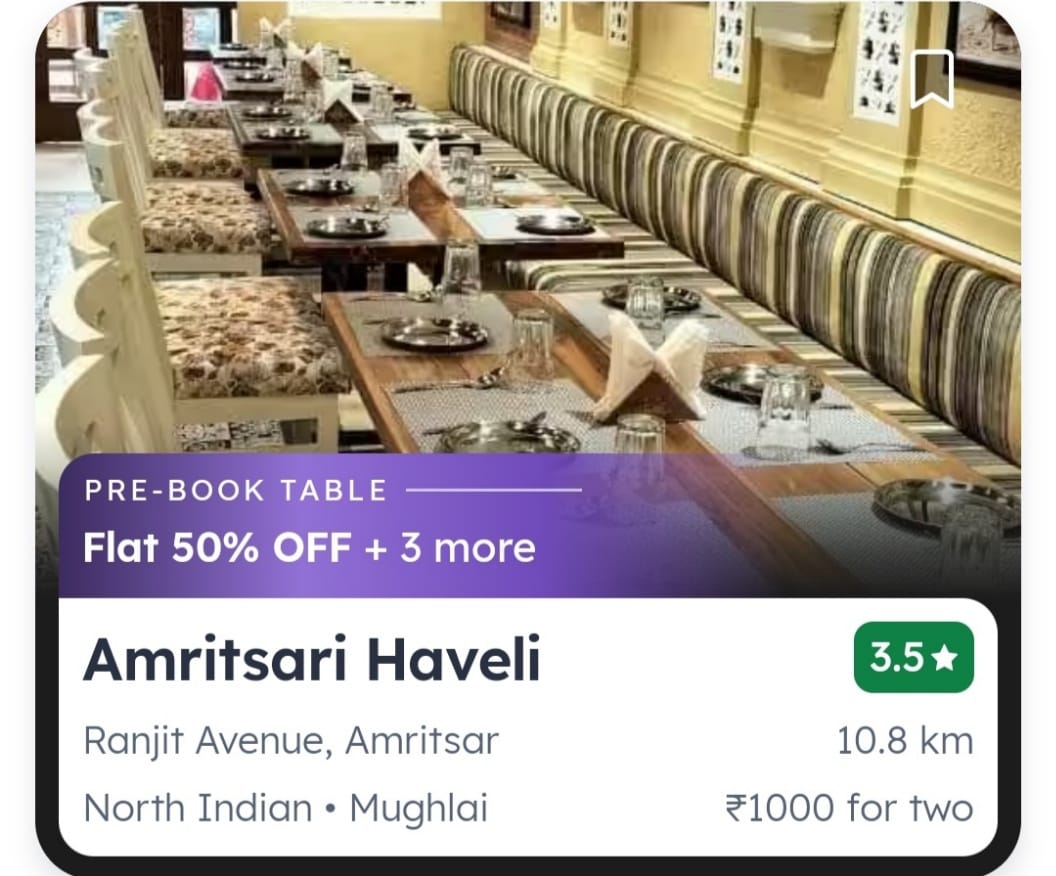 PRE-BOOK TABLE
Flat 50% OFF + 3 more
Amritsari Haveli
3.5★
Ranjit Avenue, Amritsar
10.8 km
North Indian • Mughlai
₹1000 for two